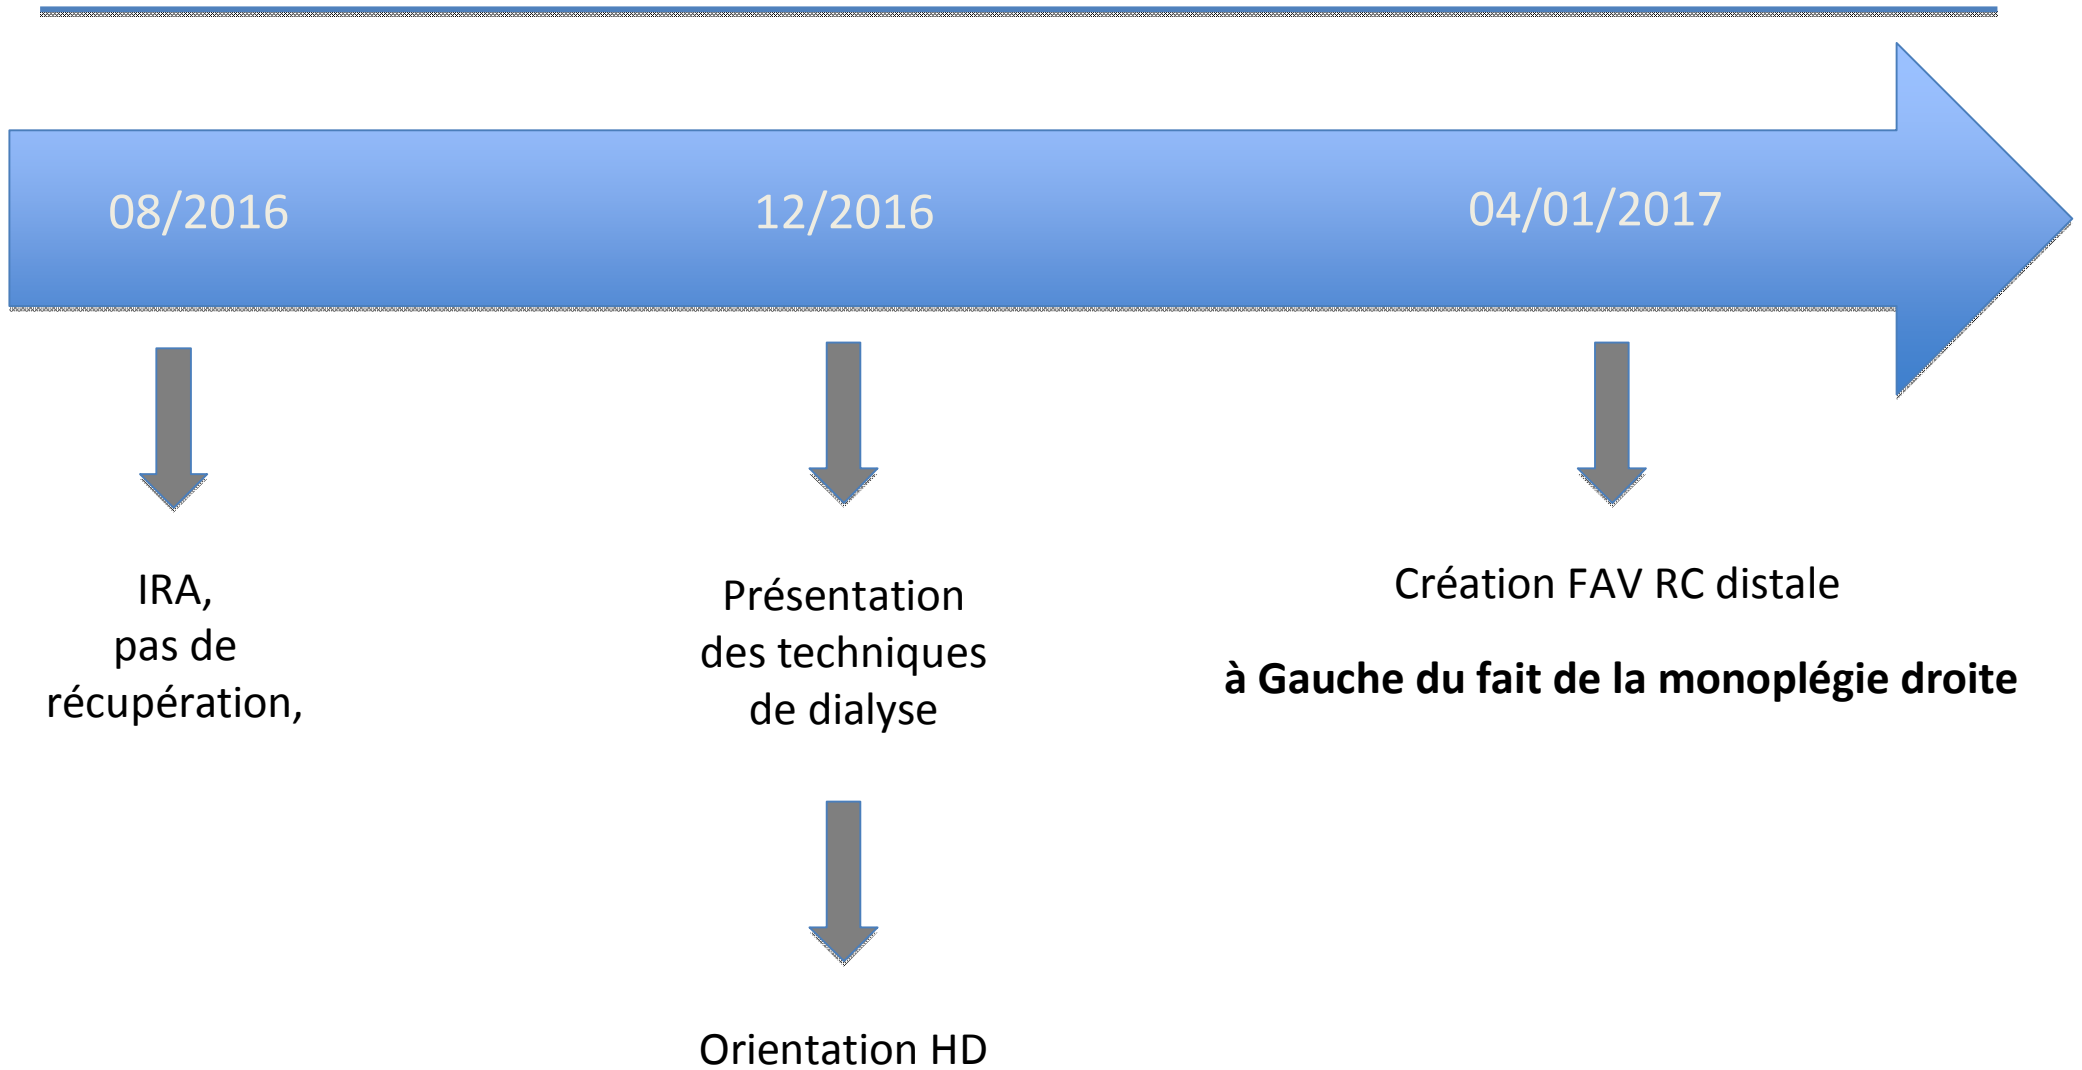 08/2016
12/2016
04/01/2017
IRA,
pas de
récupération,
Présentation
des techniques
de dialyse
Orientation HD
Création FAV RC distale
à Gauche du fait de la monoplégie droite